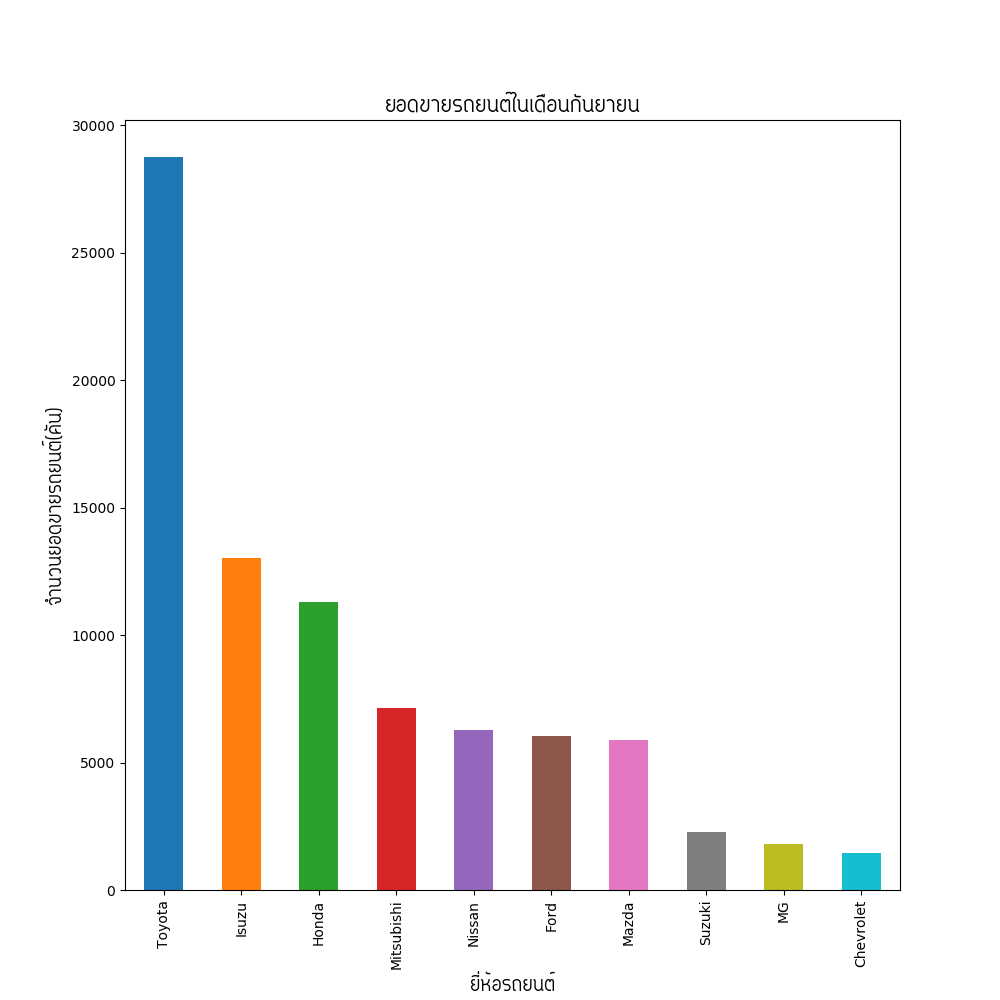 ยอดขายรถยนต์ในเดือนกันยายน
30000
25000
20000
15000
10000
5000
0
จำนวนยอดขายรถยนต์(คัน)
Toyota
Isuzu
Honda
Mitsubishi
Nissan
Ford
Mazda
Suzuki
MG
Chevrolet
ยี่ห้อรถยนต์